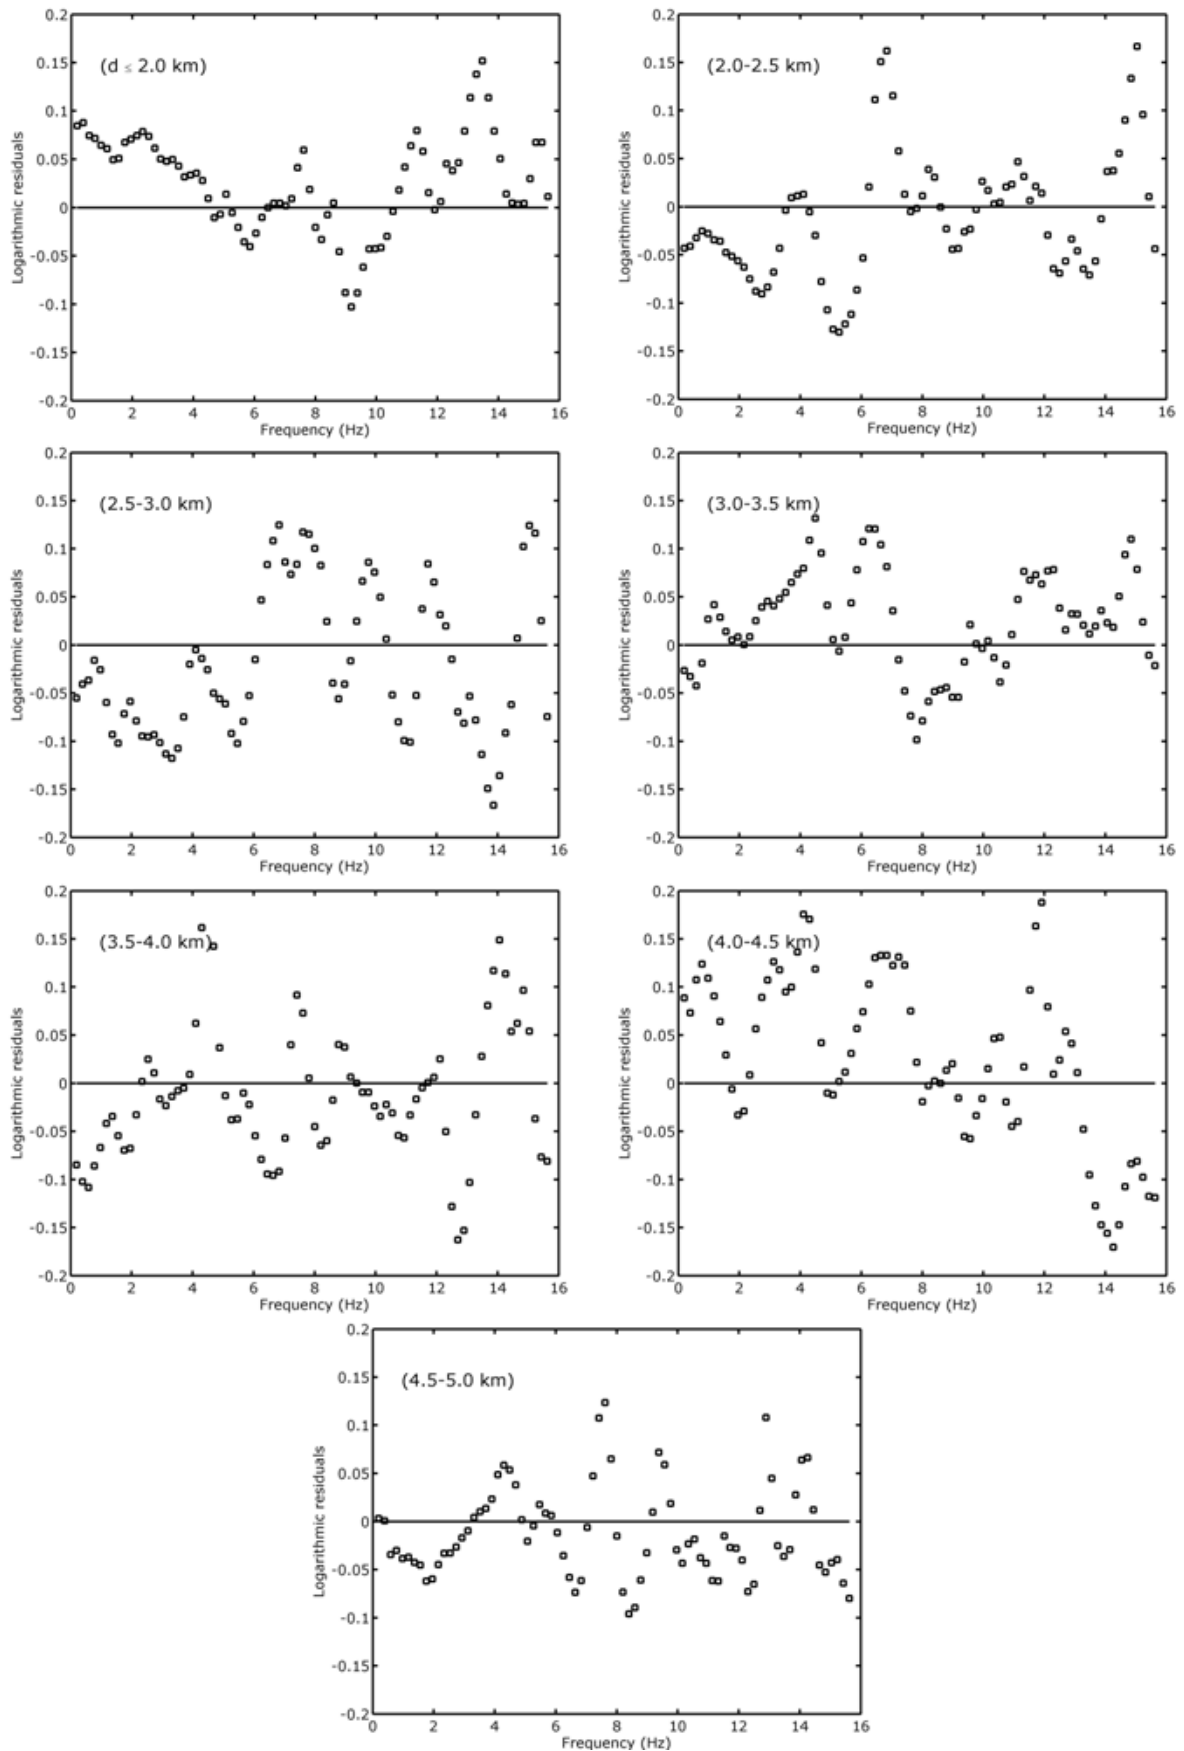 0.2
0.15
0.1
0.05
0
-0.05
-0.1
-0.15
-0.2
Logarithmic residuals
(d ≤ 2.0 km)
0 2 4 6 8 10 12 14 16
Frequency (Hz)
0.2
0.15
0.1
0.05
0
-0.05
-0.1
-0.15
-0.2
Logarithmic residuals
(2.0-2.5 km)
0 2 4 6 8 10 12 14 16
Frequency (Hz)
0.2
0.15
0.1
0.05
0
-0.05
-0.1
-0.15
-0.2
Logarithmic residuals
(2.5-3.0 km)
0 2 4 6 8 10 12 14 16
Frequency (Hz)
0.2
0.15
0.1
0.05
0
-0.05
-0.1
-0.15
-0.2
Logarithmic residuals
(3.0-3.5 km)
0 2 4 6 8 10 12 14 16
Frequency (Hz)
0.2
0.15
0.1
0.05
0
-0.05
-0.1
-0.15
-0.2
Logarithmic residuals
(3.5-4.0 km)
0 2 4 6 8 10 12 14 16
Frequency (Hz)
0.2
0.15
0.1
0.05
0
-0.05
-0.1
-0.15
-0.2
Logarithmic residuals
(4.0-4.5 km)
0 2 4 6 8 10 12 14 16
Frequency (Hz)
0.2
0.15
0.1
0.05
0
-0.05
-0.1
-0.15
-0.2
Logarithmic residuals
(4.5-5.0 km)
0 2 4 6 8 10 12 14 16
Frequency (Hz)